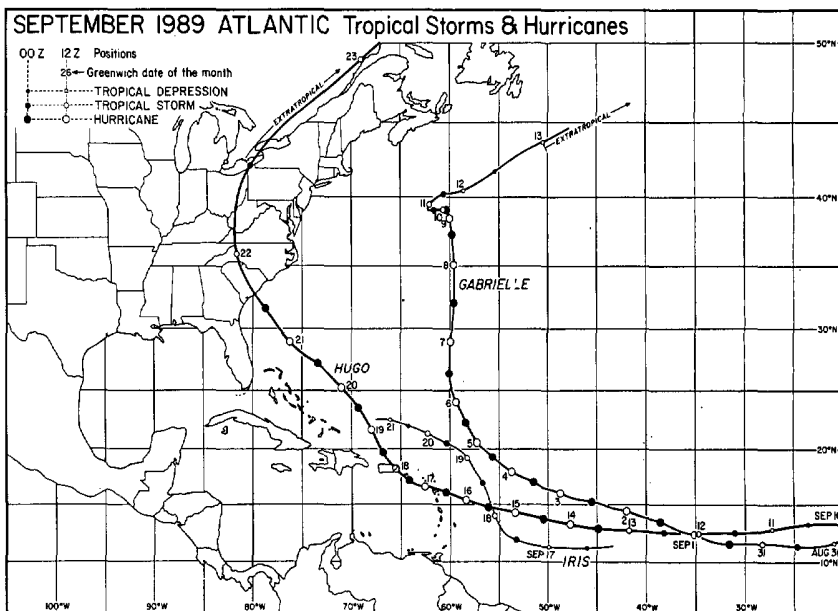 SEPTEMBER 1989 ATLANTIC Tropical Storms & Hurricanes
00Z 12Z Positions
26 Greenwich date of the month
TROPICAL DEPRESSION
TROPICAL STORM
HURRICANE
50°N
23
EXTRATROPICAL
13
EXTRATROPICAL
12
11
40°N
10
9
8
22
GABRIELLE
7
21
30°N
HUGO
20
6
21
19
20
5
19
4
20°N
18
17
16
18
15
3
14
2
13
12
SEPT
11
SEP 10
SEP 17
31
AUG 30
IRIS
10°N
100°W
90°W
80°W
70°W
60°W
50°W
40°W
30°W